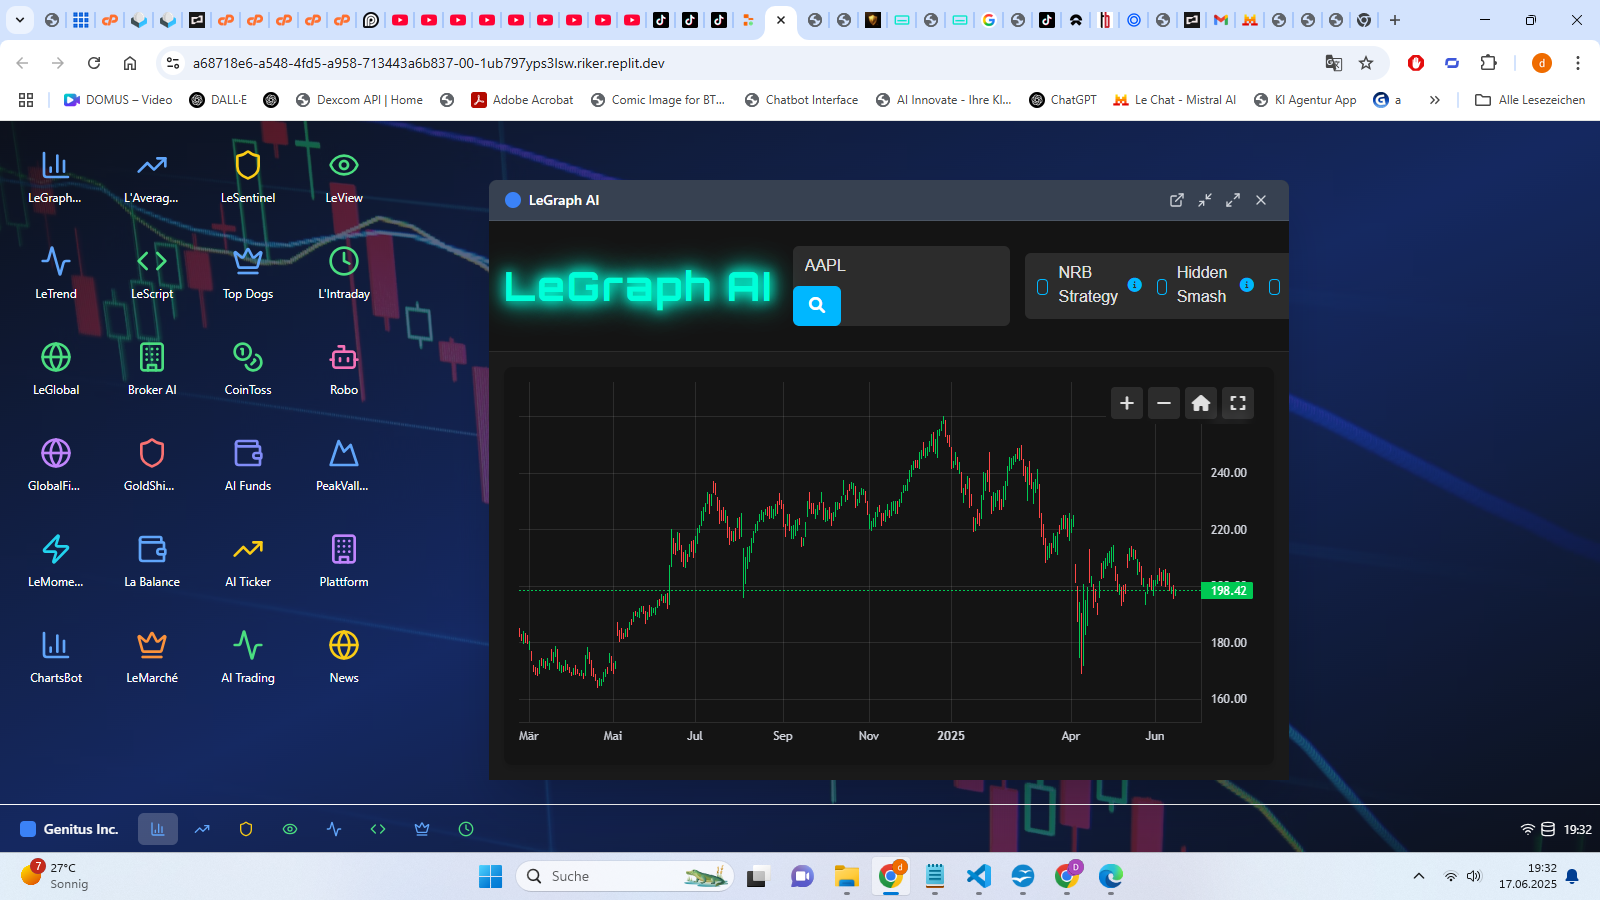 a68718e6-a548-4fd5-a958-713443a6b837-00-1ub797yps3lsw.riker.replit.dev
d
DOMUS – Video
DALL·E
Dexcom API | Home
Adobe Acrobat
Comic Image for BT...
Chatbot Interface
AI Innovate - Ihre KI...
ChatGPT
Le Chat - Mistral AI
KI Agentur App
a
Alle Lesezeichen
LeGraph...
L'Averag...
LeSentinel
LeView
LeTrend
LeScript
Top Dogs
L'Intraday
LeGlobal
Broker AI
CoinToss
Robo
GlobalFi...
GoldShi...
AI Funds
PeakVall...
LeMome...
La Balance
AI Ticker
Plattform
ChartsBot
LeMarché
AI Trading
News
LeGraph AI
LeGraph AI
AAPL
NRB
Strategy
Hidden
Smash
240.00
220.00
198.42
180.00
160.00
Mär
Mai
Jul
Sep
Nov
2025
Apr
Jun
Genitus Inc.
19:32
7
27°C
Sonnig
Suche
d
D
19:32
17.06.2025